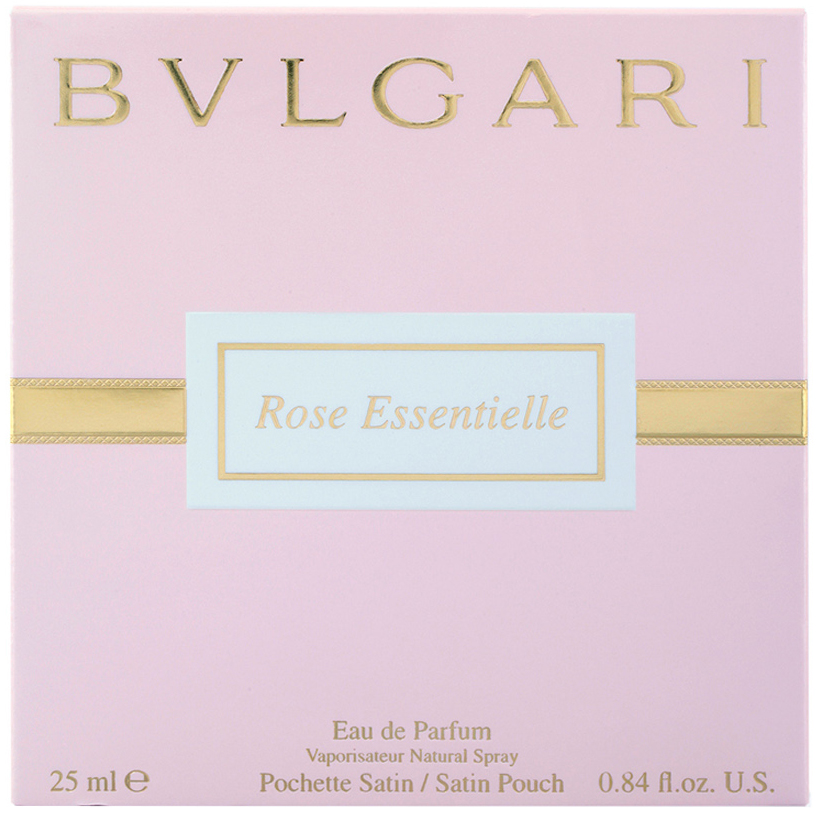 BVLGARI
Rose Essentielle
Eau de Parfum
Vaporisateur Natural Spray
25 ml ℮ Pochette Satin / Satin Pouch 0.84 fl.oz. U.S.